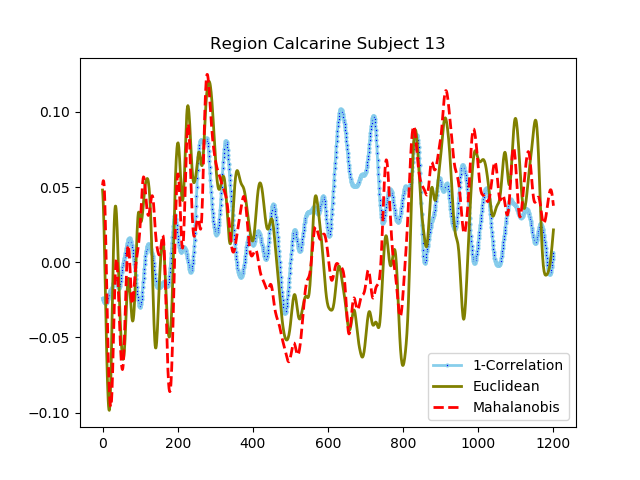 Region Calcarine Subject 13
0.10
0.05
0.00
−0.05
−0.10
0 200 400 600 800 1000 1200
1-Correlation
Euclidean
Mahalanobis